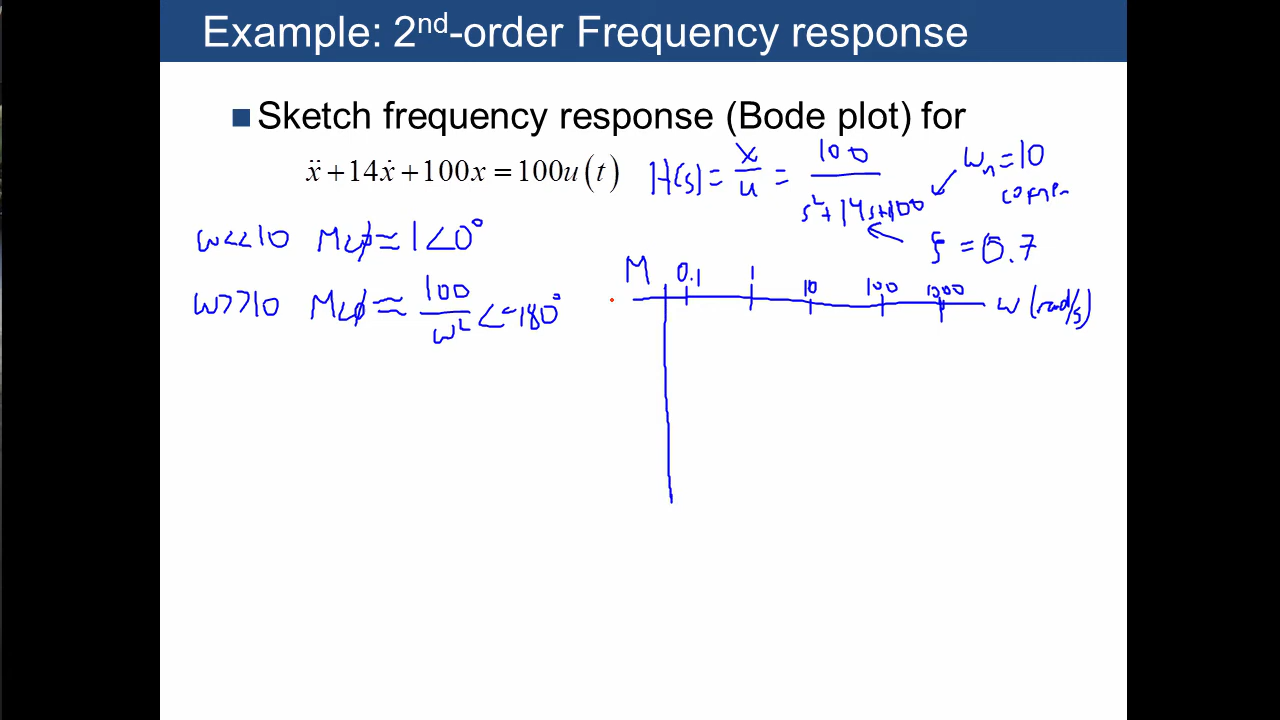 Example: 2nd-order Frequency response
Sketch frequency response (Bode plot) for
ẍ + 14ẋ + 100x = 100u(t)
H(s) = x/u = 100/(s² + 14s + 100)
ωn = 10
corner
ξ = 0.7
ω << 10 M∠φ ≈ 1∠0°
ω >> 10 M∠φ ≈ 100/ω² ∠-180°
M 0.1 1 10 100 1000 ω (rad/s)